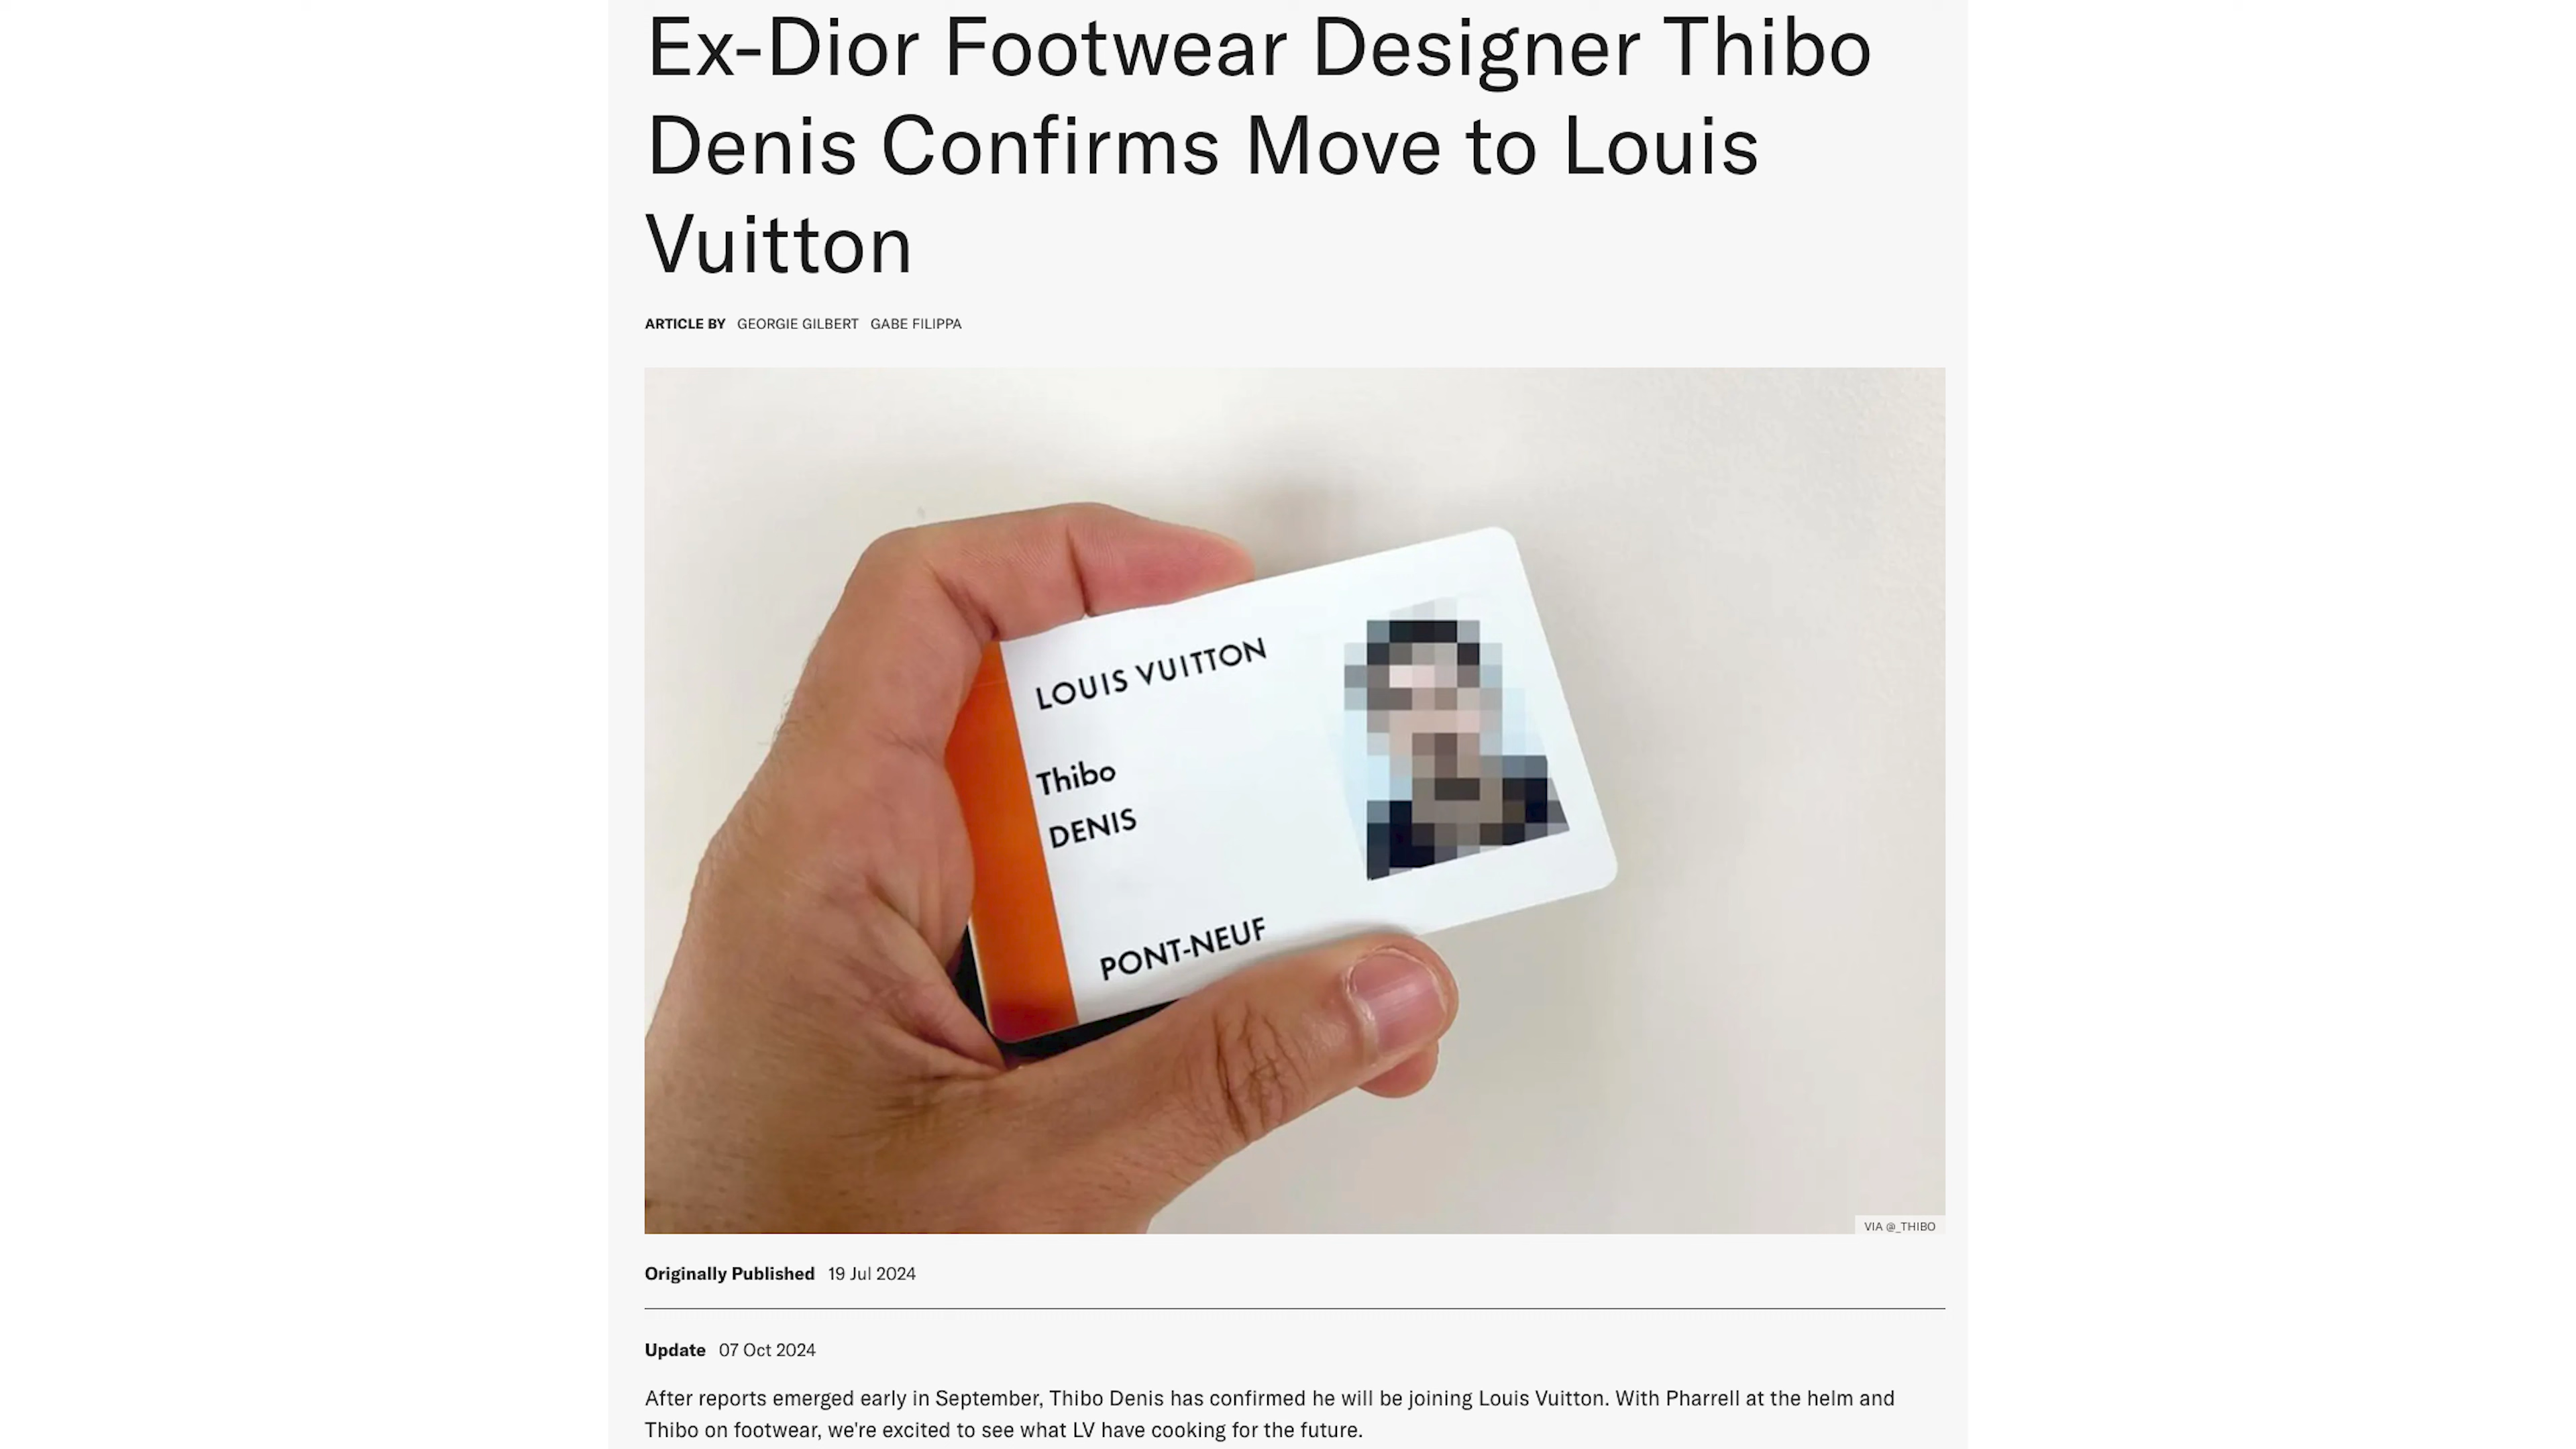 Ex-Dior Footwear Designer Thibo
Denis Confirms Move to Louis
Vuitton
ARTICLE BY GEORGIE GILBERT GABE FILIPPA
LOUIS VUITTON
Thibo
DENIS
PONT-NEUF
VIA @_THIBO
Originally Published 19 Jul 2024
Update 07 Oct 2024
After reports emerged early in September, Thibo Denis has confirmed he will be joining Louis Vuitton. With Pharrell at the helm and
Thibo on footwear, we're excited to see what LV have cooking for the future.